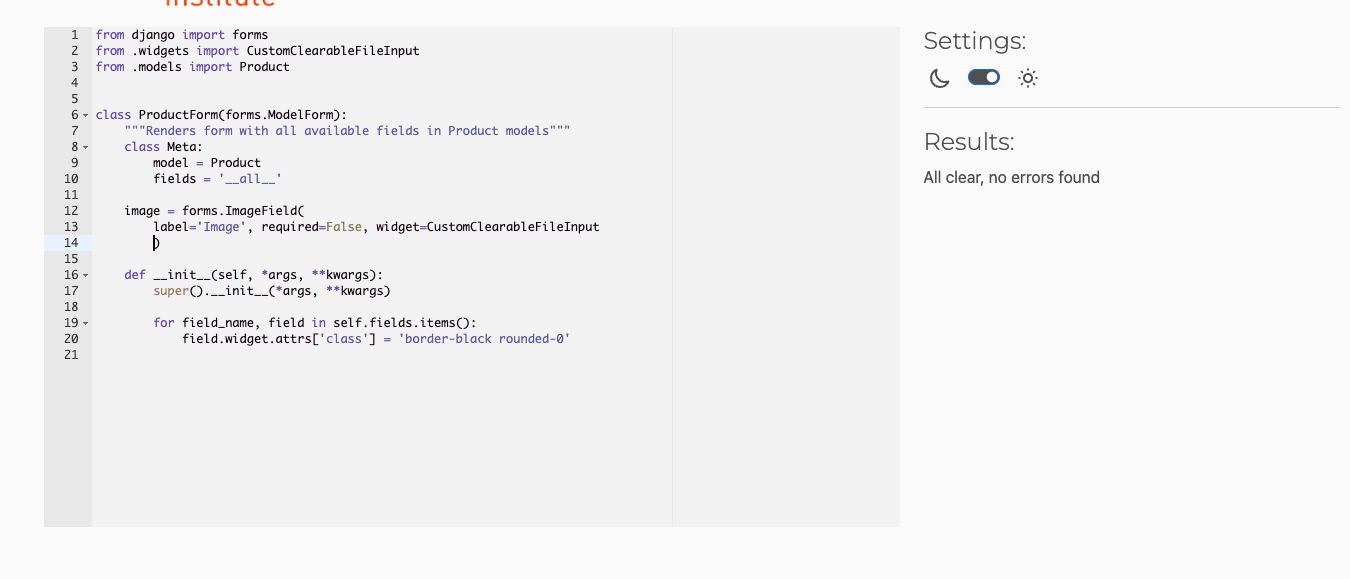 institute
1 from django import forms
2 from .widgets import CustomClearableFileInput
3 from .models import Product
4
5
6 class ProductForm(forms.ModelForm):
7     """Renders form with all available fields in Product models"""
8     class Meta:
9         model = Product
10         fields = '__all__'
11
12     image = forms.ImageField(
13         label='Image', required=False, widget=CustomClearableFileInput
14         )
15
16     def __init__(self, *args, **kwargs):
17         super().__init__(*args, **kwargs)
18
19         for field_name, field in self.fields.items():
20             field.widget.attrs['class'] = 'border-black rounded-0'
21
Settings:
Results:
All clear, no errors found